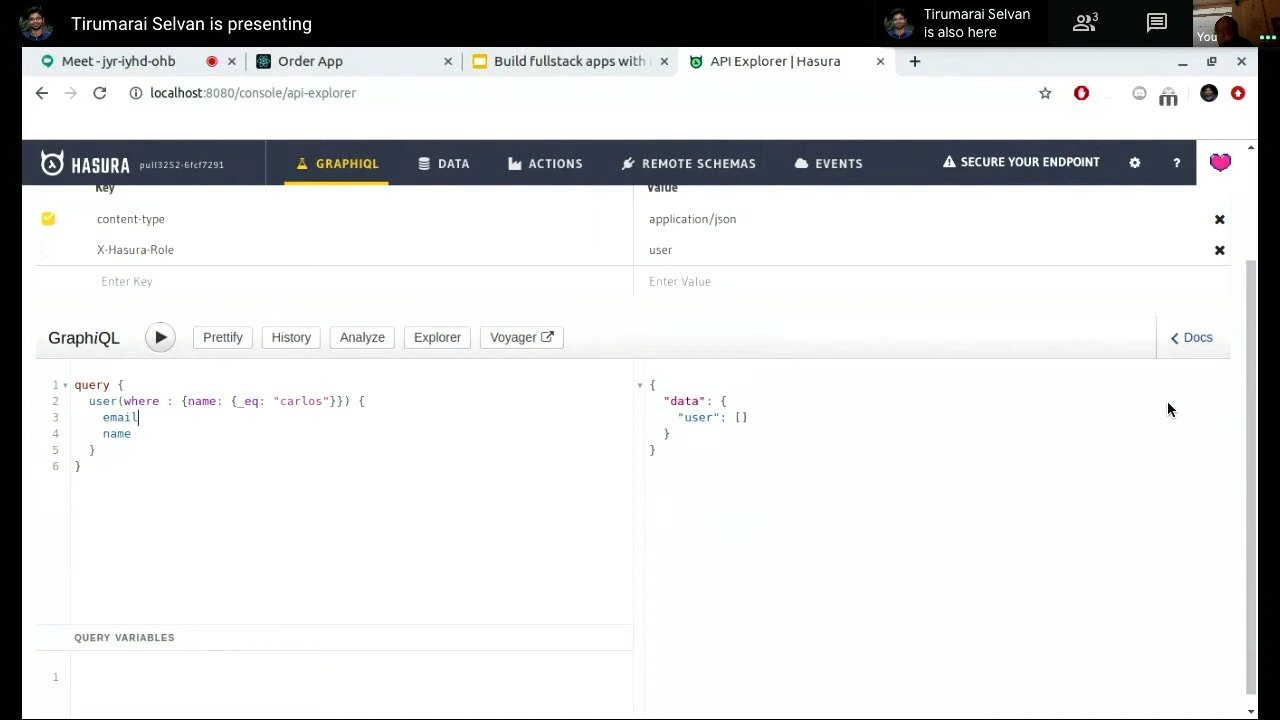 Tirumarai Selvan is presenting
Tirumarai Selvan
is also here
3
You
Meet - jyr-iyhd-ohb
Order App
Build fullstack apps with
API Explorer | Hasura
localhost:8080/console/api-explorer
HASURA
pull3252-6fcf7291
GRAPHIQL
DATA
ACTIONS
REMOTE SCHEMAS
EVENTS
SECURE YOUR ENDPOINT
?
Key
Value
content-type
application/json
X-Hasura-Role
user
Enter Key
Enter Value
GraphiQL
Prettify
History
Analyze
Explorer
Voyager
Docs
1 query {
2 user(where : {name: {_eq: "carlos"}}) {
3 email
4 name
5 }
6 }
{
"data": {
"user": []
}
}
QUERY VARIABLES
1